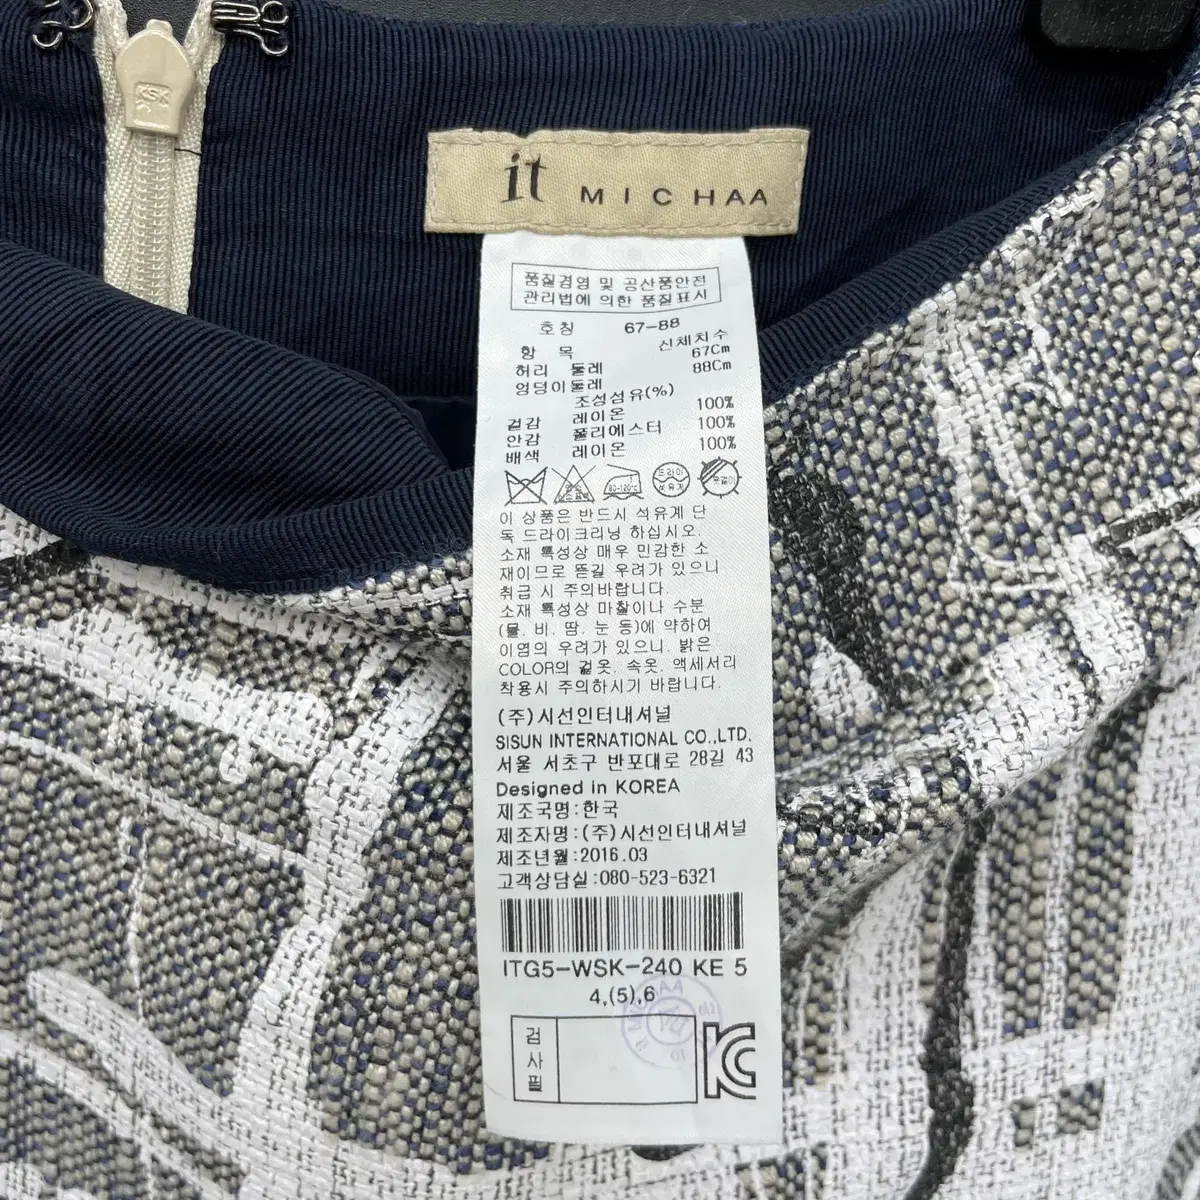 KSK
it MICHAA
품질경영 및 공산품안전
관리법에 의한 품질표시
호칭 67-88
항 목 신체치수
허리 둘레 67Cm
엉덩이둘레 88Cm
조성섬유(%)
겉감 레이온 100%
안감 폴리에스터 100%
배색 레이온 100%
80-120℃
드라이
석유계
이 상품은 반드시 석유계 단
독 드라이크리닝 하십시오.
소재 특성상 매우 민감한 소
재이므로 뜯길 우려가 있으니
취급 시 주의바랍니다.
소재 특성상 마찰이나 수분
(물, 비, 땀, 눈 등)에 약하여
이염의 우려가 있으니, 밝은
COLOR의 겉옷, 속옷, 액세서리
착용시 주의하시기 바랍니다.
(주)시선인터내셔널
SISUN INTERNATIONAL CO.,LTD.
서울 서초구 반포대로 28길 43
Designed in KOREA
제조국명:한국
제조자명:(주)시선인터내셔널
제조년월:2016.03
고객상담실:080-523-6321
ITG5-WSK-240 KE 5
4,(5),6
검
사
필